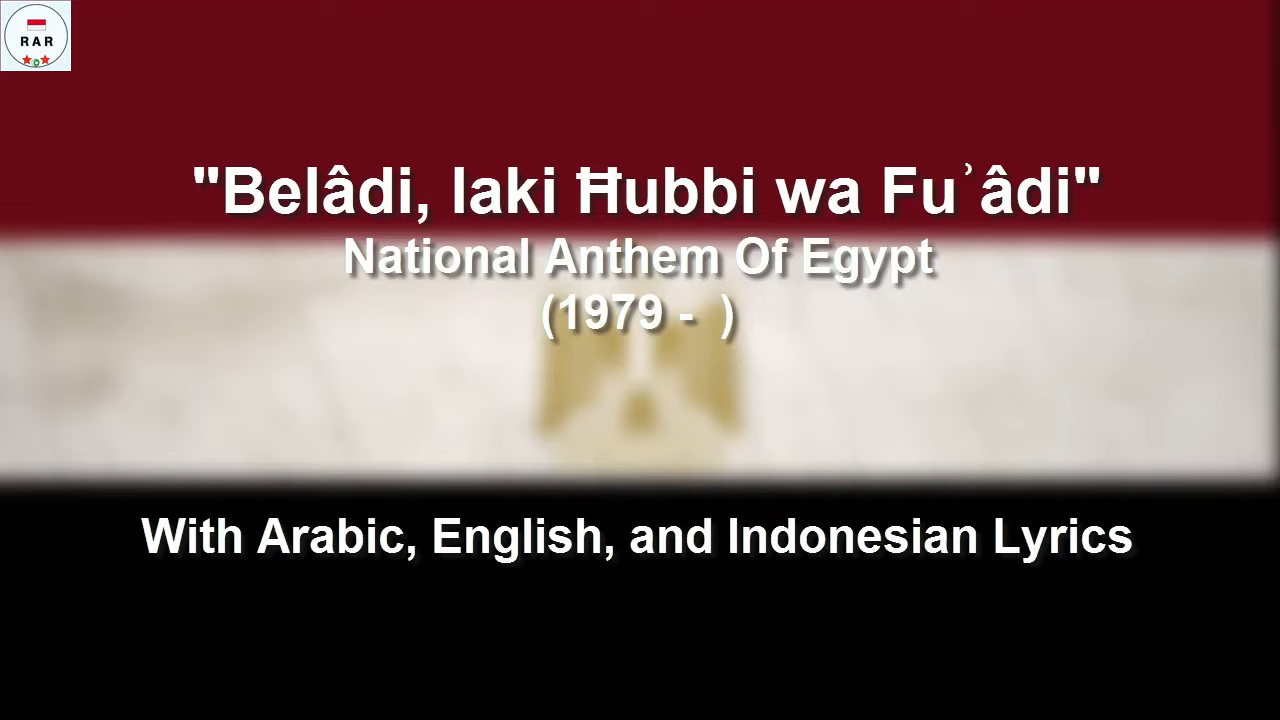 RAR
"Belâdi, laki Ħubbi wa Fuʾâdi"
National Anthem Of Egypt
(1979 -  )
With Arabic, English, and Indonesian Lyrics